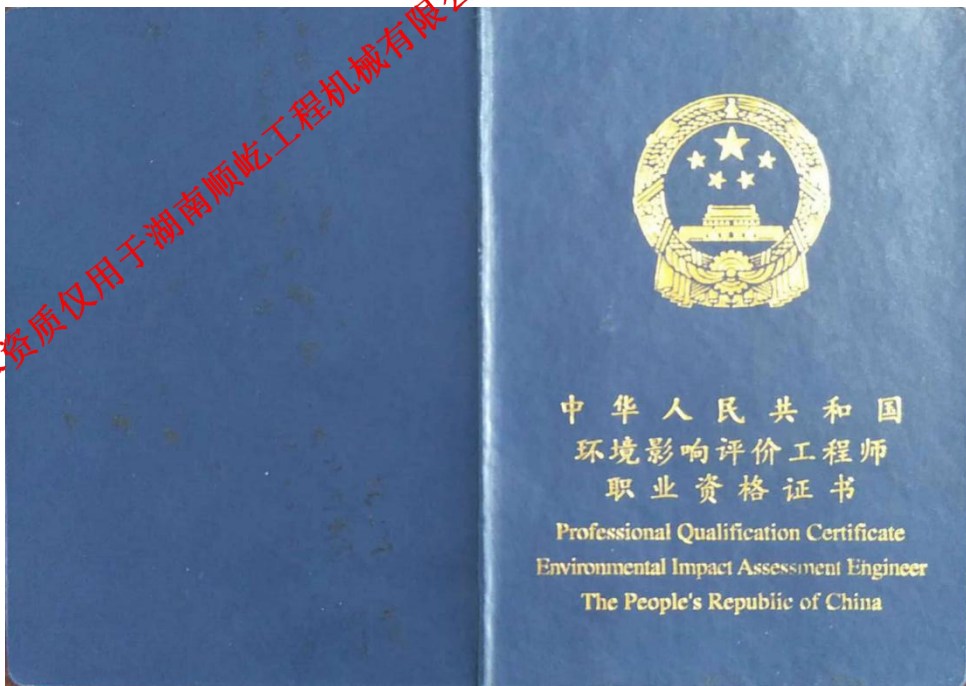 资质仅用于湖南顺屹工程机械有限
中华人民共和国
环境影响评价工程师
职业资格证书
Professional Qualification Certificate
Environmental Impact Assessment Engineer
The People's Republic of China